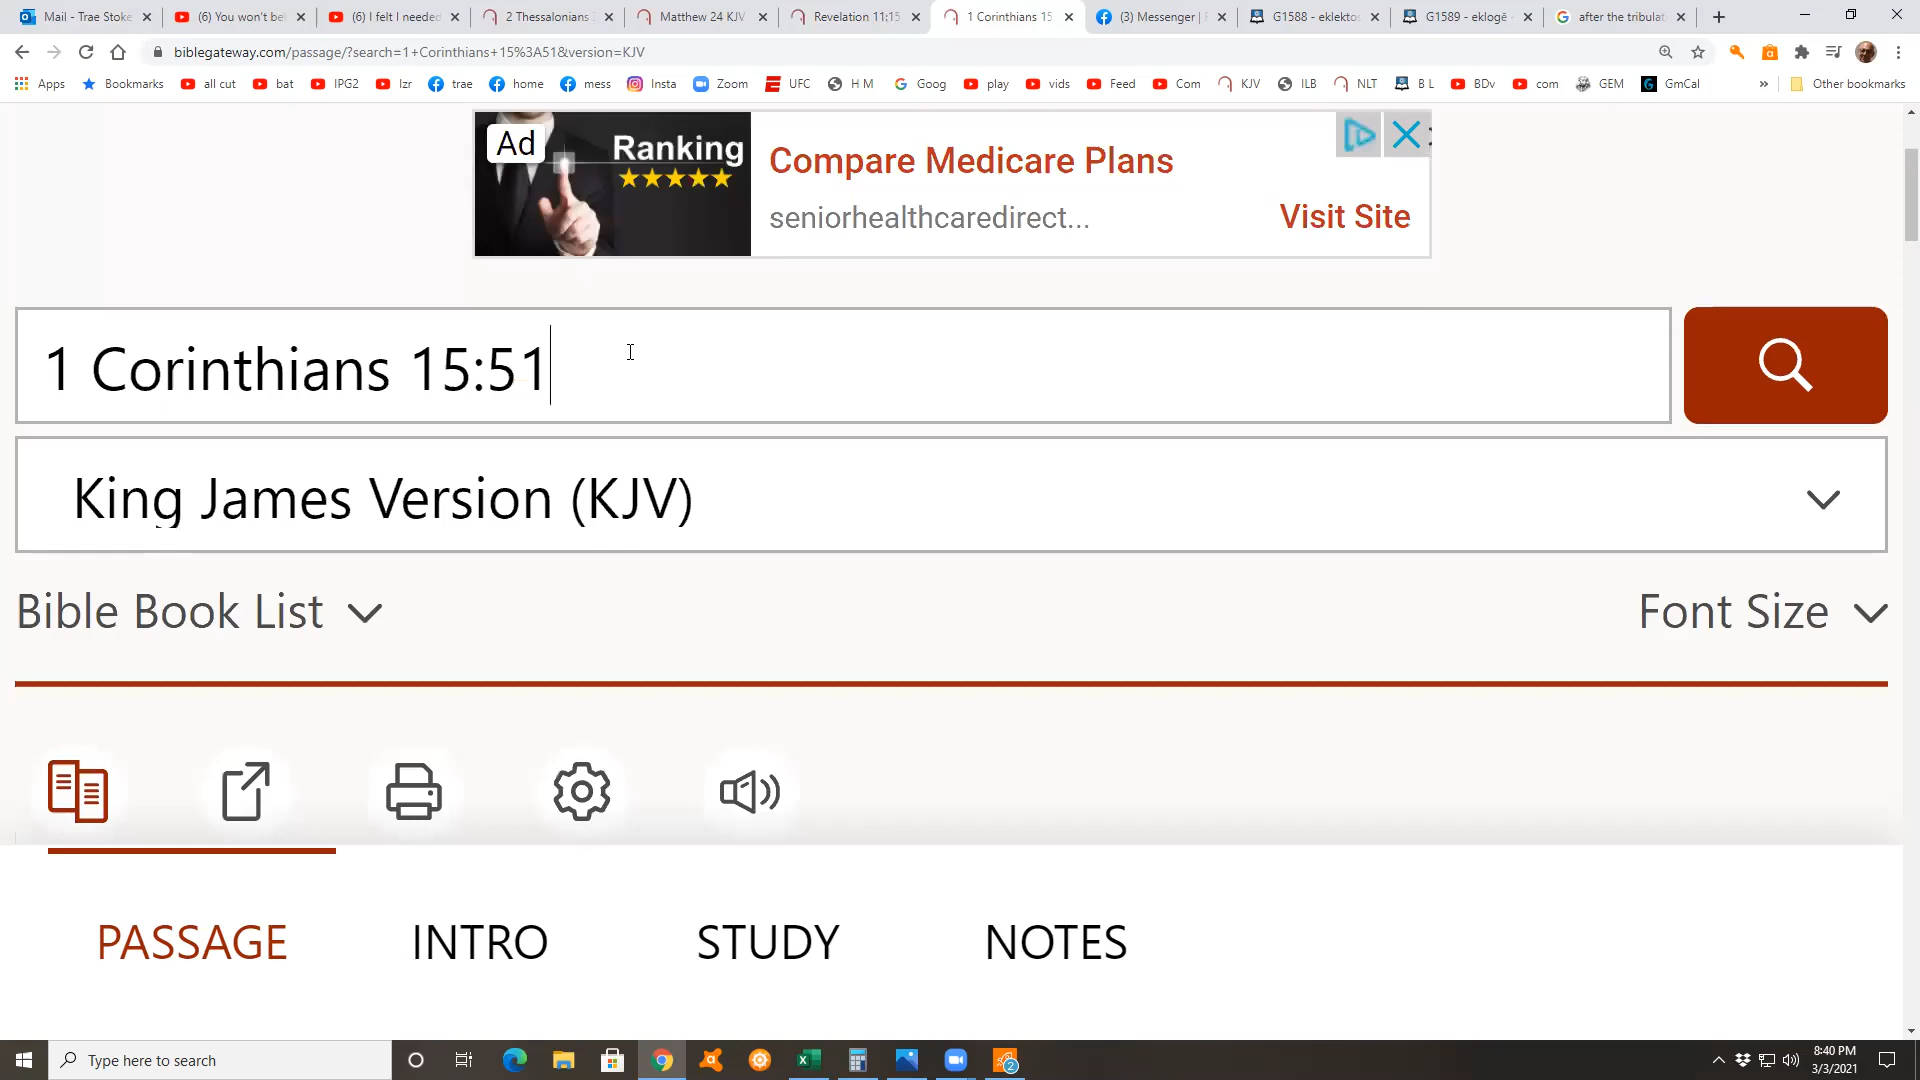 Mail - Trae Stoke
(6) You won't bel
(6) I felt I needed
2 Thessalonians 2
Matthew 24 KJV
Revelation 11:15
1 Corinthians 15
(3) Messenger | F
G1588 - eklektos
G1589 - eklogē
after the tribulat
biblegateway.com/passage/?search=1+Corinthians+15%3A51&version=KJV
Apps Bookmarks all cut bat IPG2 lzr trae home mess Insta Zoom UFC H M Goog play vids Feed Com KJV ILB NLT B L BDv com GEM GmCal » Other bookmarks
Ad
Ranking
Compare Medicare Plans
seniorhealthcaredirect...
Visit Site
1 Corinthians 15:51
King James Version (KJV)
Bible Book List
Font Size
PASSAGE INTRO STUDY NOTES
Type here to search
2
8:40 PM
3/3/2021